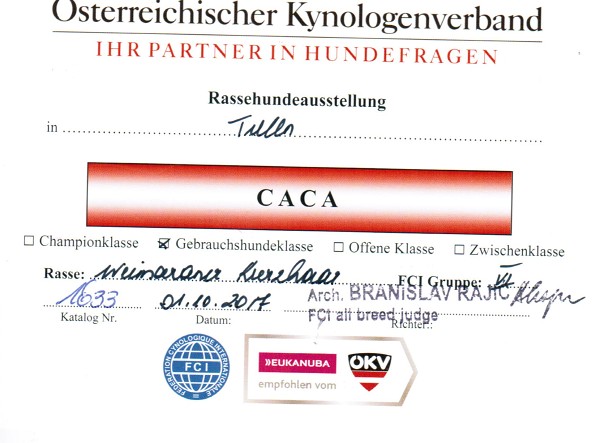 Österreichischer Kynologenverband
IHR PARTNER IN HUNDEFRAGEN
Rassehundeausstellung
in Tulln
CACA
Championklasse Gebrauchshundeklasse Offene Klasse Zwischenklasse
Rasse: Weimaraner Kurzhaar FCI Gruppe:
1633 01.10.2017 Arch. BRANISLAV RAJIĆ
FCI all breed judge
Katalog Nr. Datum: Richter:
FEDERATION CYNOLOGIQUE INTERNATIONALE
FCI
»EUKANUBA ÖKV
empfohlen vom